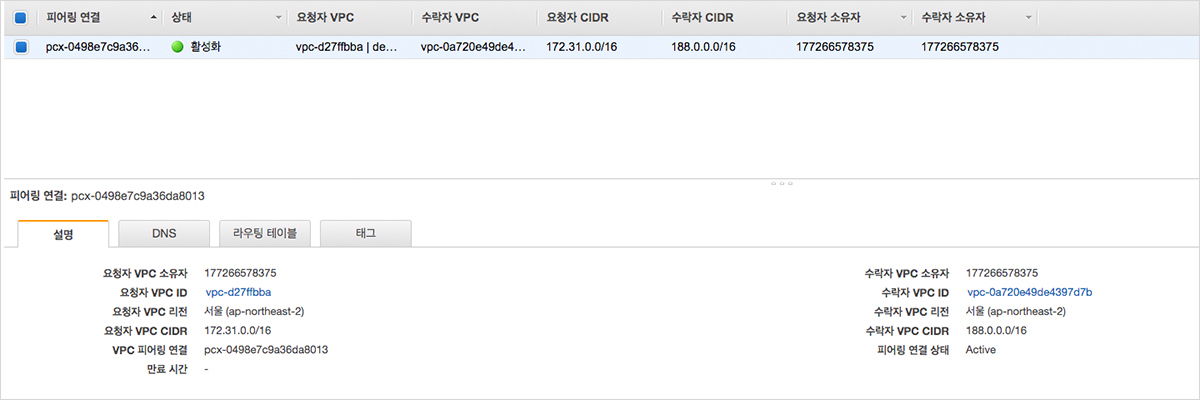 피어링 연결 상태 요청자 VPC 수락자 VPC 요청자 CIDR 수락자 CIDR 요청자 소유자 수락자 소유자
pcx-0498e7c9a36... 활성화 vpc-d27ffbba | de... vpc-0a720e49de4... 172.31.0.0/16 188.0.0.0/16 177266578375 177266578375
피어링 연결: pcx-0498e7c9a36da8013
설명 DNS 라우팅 테이블 태그
요청자 VPC 소유자 177266578375 수락자 VPC 소유자 177266578375
요청자 VPC ID vpc-d27ffbba 수락자 VPC ID vpc-0a720e49de4397d7b
요청자 VPC 리전 서울 (ap-northeast-2) 수락자 VPC 리전 서울 (ap-northeast-2)
요청자 VPC CIDR 172.31.0.0/16 수락자 VPC CIDR 188.0.0.0/16
VPC 피어링 연결 pcx-0498e7c9a36da8013 피어링 연결 상태 Active
만료 시간 -